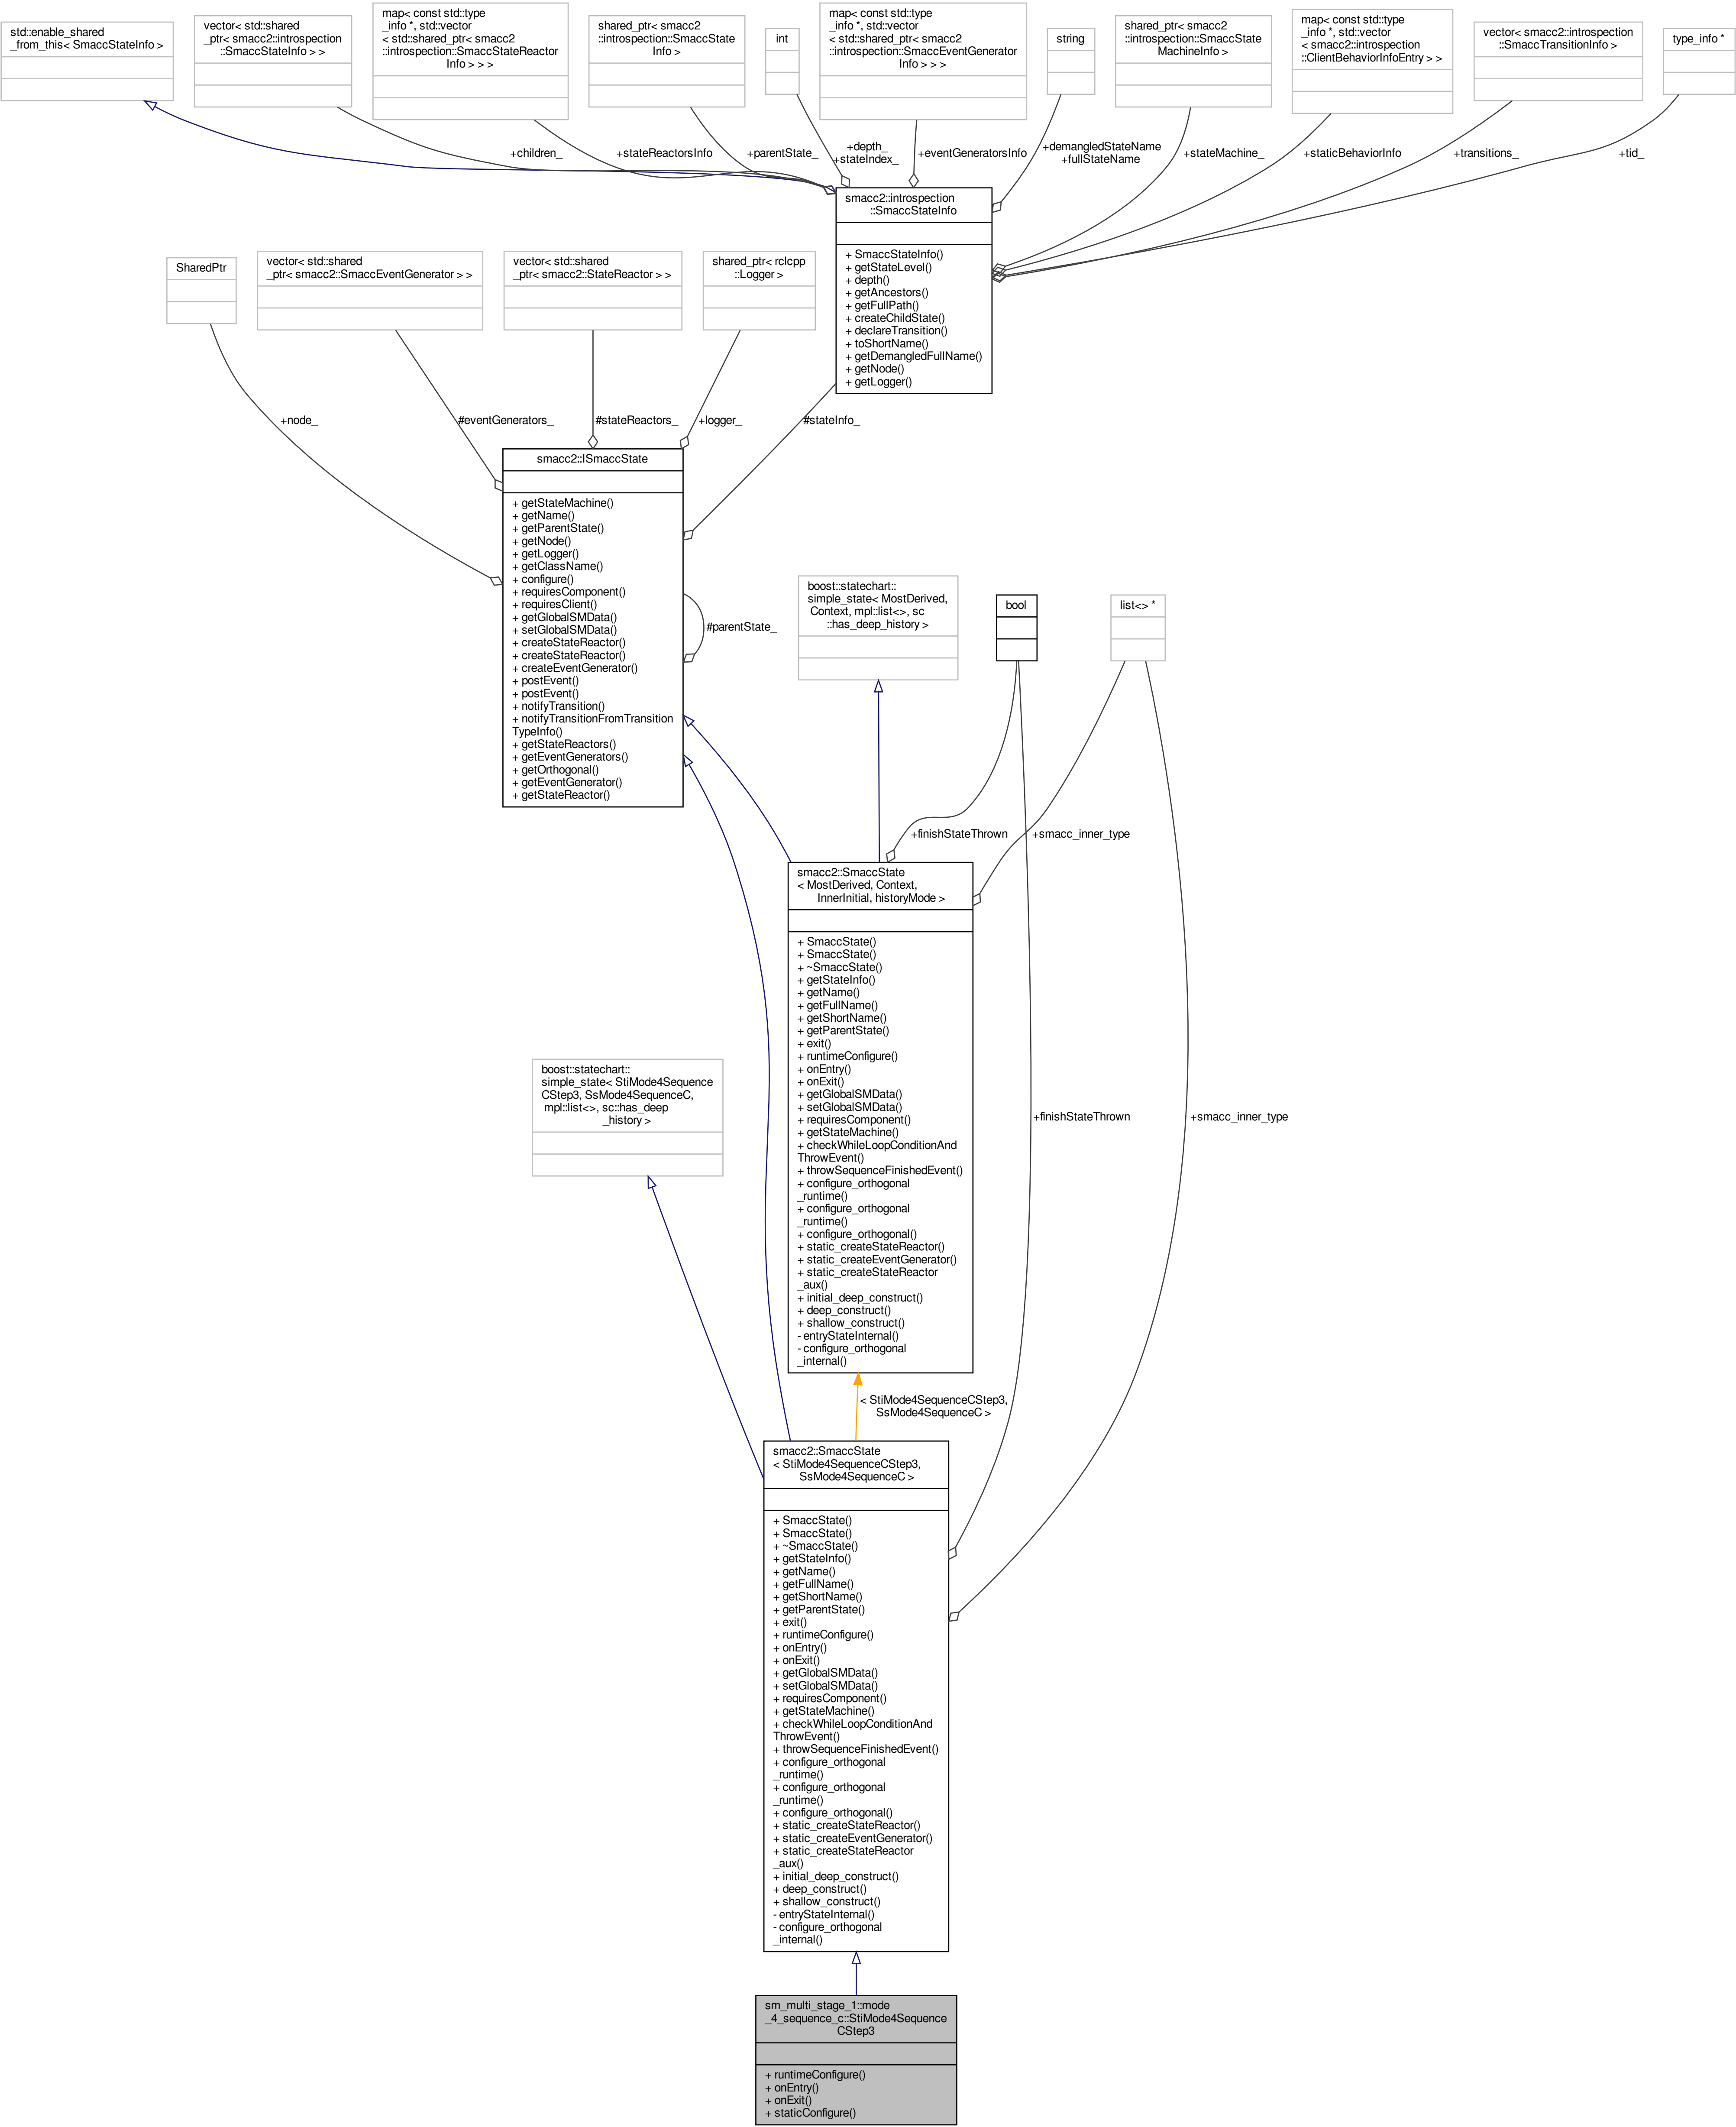 std::enable_shared
_from_this< SmaccStateInfo >
vector< std::shared
_ptr< smacc2::introspection
::SmaccStateInfo > >
map< const std::type
_info *, std::vector
< std::shared_ptr< smacc2
::introspection::SmaccStateReactor
Info > > >
shared_ptr< smacc2
::introspection::SmaccState
Info >
int
map< const std::type
_info *, std::vector
< std::shared_ptr< smacc2
::introspection::SmaccEventGenerator
Info > > >
string
shared_ptr< smacc2
::introspection::SmaccState
MachineInfo >
map< const std::type
_info *, std::vector
< smacc2::introspection
::ClientBehaviorInfoEntry > >
vector< smacc2::introspection
::SmaccTransitionInfo >
type_info *
+children_
+stateReactorsInfo
+parentState_
+depth_
+stateIndex_
+eventGeneratorsInfo
+demangledStateName
+fullStateName
+stateMachine_
+staticBehaviorInfo
+transitions_
+tid_
smacc2::introspection
::SmaccStateInfo
+ SmaccStateInfo()
+ getStateLevel()
+ depth()
+ getAncestors()
+ getFullPath()
+ createChildState()
+ declareTransition()
+ toShortName()
+ getDemangledFullName()
+ getNode()
+ getLogger()
SharedPtr
vector< std::shared
_ptr< smacc2::SmaccEventGenerator > >
vector< std::shared
_ptr< smacc2::StateReactor > >
shared_ptr< rclcpp
::Logger >
+node_
#eventGenerators_
#stateReactors_
+logger_
#stateInfo_
smacc2::ISmaccState
+ getStateMachine()
+ getName()
+ getParentState()
+ getNode()
+ getLogger()
+ getClassName()
+ configure()
+ requiresComponent()
+ requiresClient()
+ getGlobalSMData()
+ setGlobalSMData()
+ createStateReactor()
+ createStateReactor()
+ createEventGenerator()
+ postEvent()
+ postEvent()
+ notifyTransition()
+ notifyTransitionFromTransition
TypeInfo()
+ getStateReactors()
+ getEventGenerators()
+ getOrthogonal()
+ getEventGenerator()
+ getStateReactor()
#parentState_
boost::statechart::
simple_state< MostDerived,
Context, mpl::list<>, sc
::has_deep_history >
bool
list<> *
+finishStateThrown
+smacc_inner_type
smacc2::SmaccState
< MostDerived, Context,
InnerInitial, historyMode >
+ SmaccState()
+ SmaccState()
+ ~SmaccState()
+ getStateInfo()
+ getName()
+ getFullName()
+ getShortName()
+ getParentState()
+ exit()
+ runtimeConfigure()
+ onEntry()
+ onExit()
+ getGlobalSMData()
+ setGlobalSMData()
+ requiresComponent()
+ getStateMachine()
+ checkWhileLoopConditionAnd
ThrowEvent()
+ throwSequenceFinishedEvent()
+ configure_orthogonal
_runtime()
+ configure_orthogonal
_runtime()
+ configure_orthogonal()
+ static_createStateReactor()
+ static_createEventGenerator()
+ static_createStateReactor
_aux()
+ initial_deep_construct()
+ deep_construct()
+ shallow_construct()
- entryStateInternal()
- configure_orthogonal
_internal()
boost::statechart::
simple_state< StiMode4Sequence
CStep3, SsMode4SequenceC,
mpl::list<>, sc::has_deep
_history >
+finishStateThrown
+smacc_inner_type
< StiMode4SequenceCStep3,
SsMode4SequenceC >
smacc2::SmaccState
< StiMode4SequenceCStep3,
SsMode4SequenceC >
+ SmaccState()
+ SmaccState()
+ ~SmaccState()
+ getStateInfo()
+ getName()
+ getFullName()
+ getShortName()
+ getParentState()
+ exit()
+ runtimeConfigure()
+ onEntry()
+ onExit()
+ getGlobalSMData()
+ setGlobalSMData()
+ requiresComponent()
+ getStateMachine()
+ checkWhileLoopConditionAnd
ThrowEvent()
+ throwSequenceFinishedEvent()
+ configure_orthogonal
_runtime()
+ configure_orthogonal
_runtime()
+ configure_orthogonal()
+ static_createStateReactor()
+ static_createEventGenerator()
+ static_createStateReactor
_aux()
+ initial_deep_construct()
+ deep_construct()
+ shallow_construct()
- entryStateInternal()
- configure_orthogonal
_internal()
sm_multi_stage_1::mode
_4_sequence_c::StiMode4Sequence
CStep3
+ runtimeConfigure()
+ onEntry()
+ onExit()
+ staticConfigure()